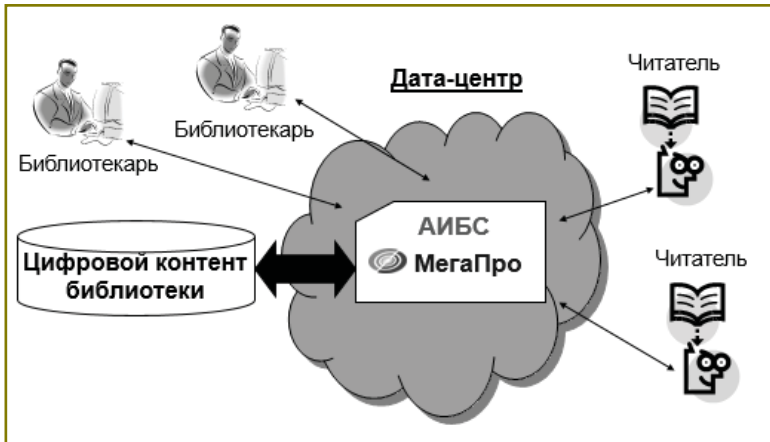 Дата-центр
Читатель
Библиотекарь
Библиотекарь
АИБС
МегаПро
Цифровой контент
библиотеки
Читатель